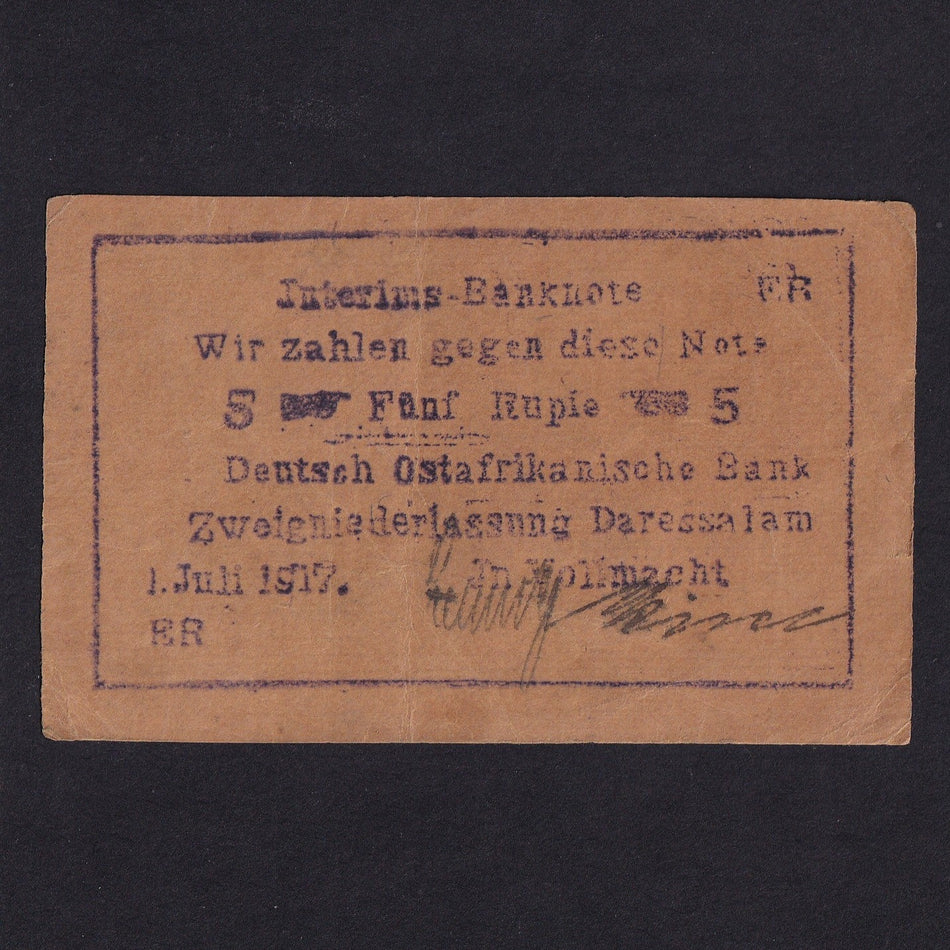 Interims-Banknote ER
Wir zahlen gegen diese Note
5 Fünf Rupie 5
Deutsch Ostafrikanische Bank
Zweigniederlassung Daressalam
1. Juli 1917. In Vollmacht
ER